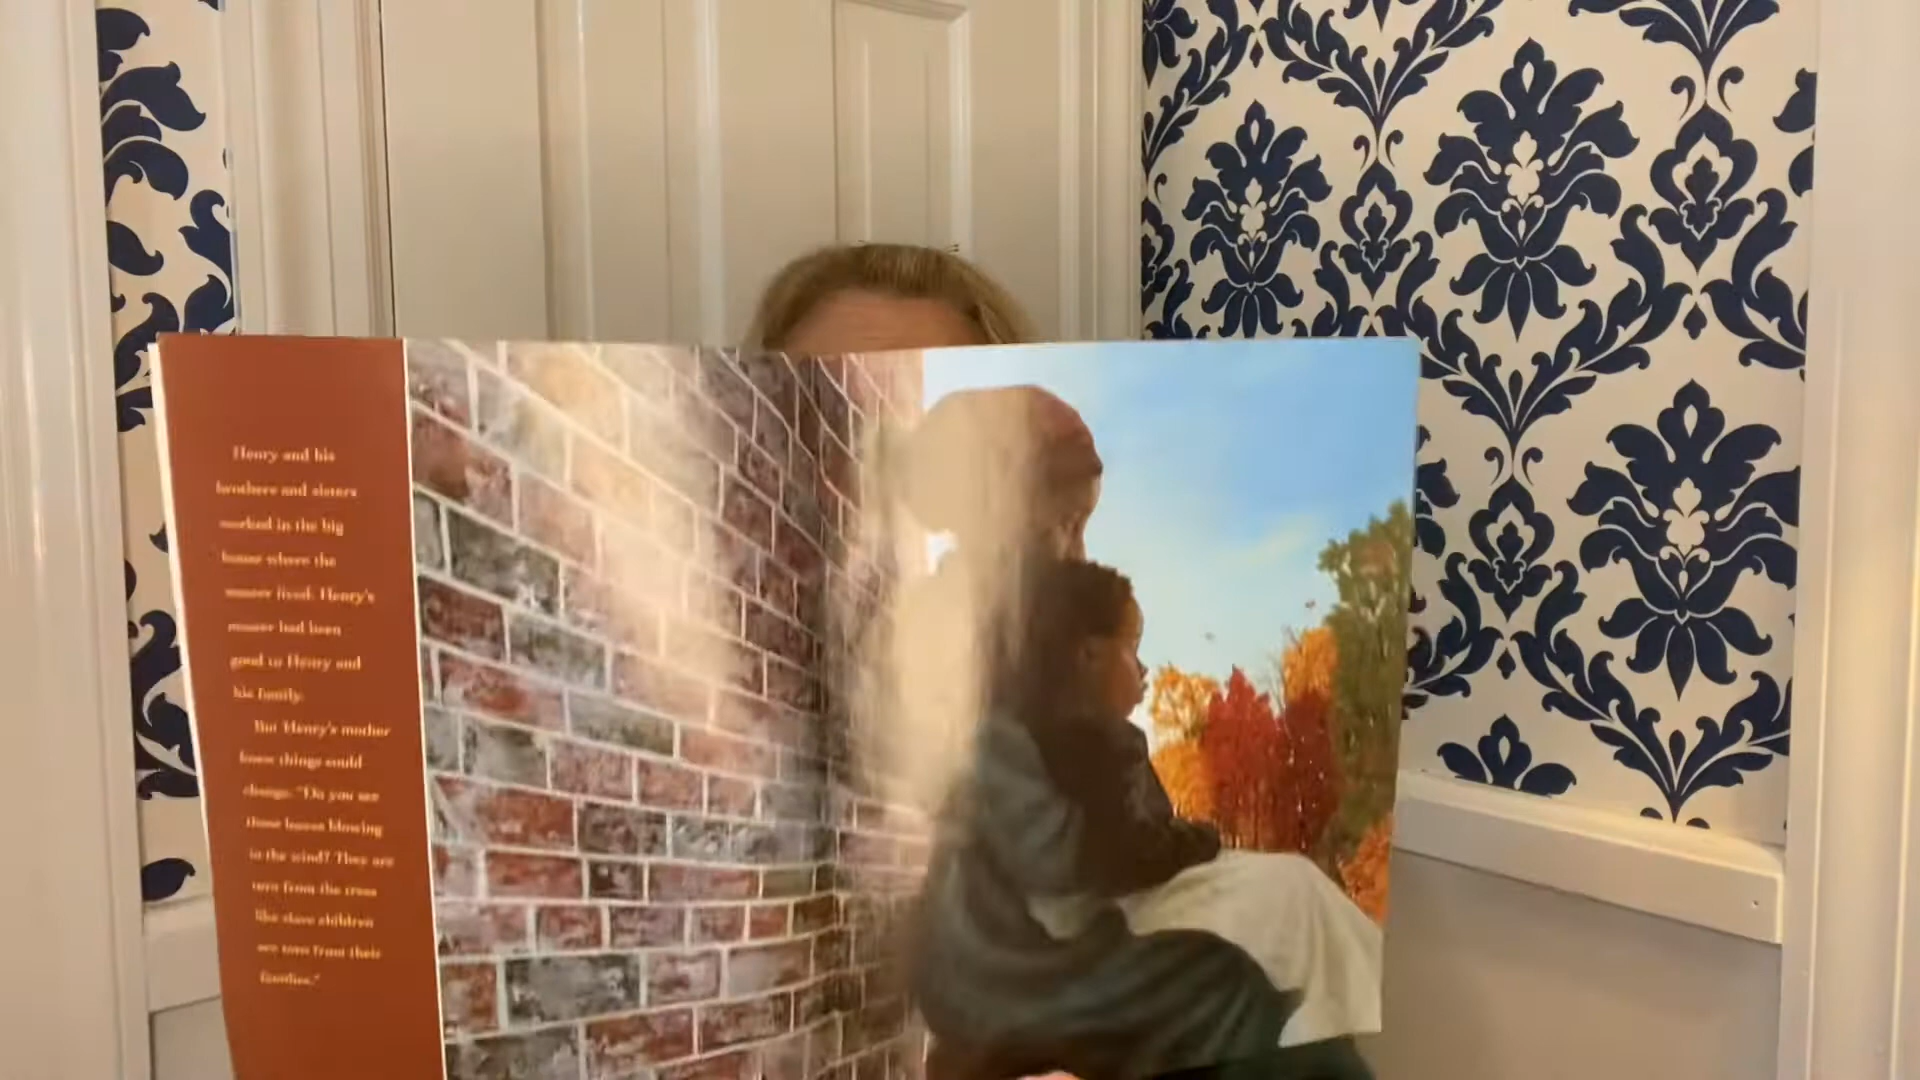 Henry and his
brothers and sisters
worked in the big
house where the
master lived. Henry's
master had been
good to Henry and
his family.
But Henry's mother
knew things could
change. "Do you see
those leaves blowing
in the wind? They are
torn from the trees
like slave children
are torn from their
families."